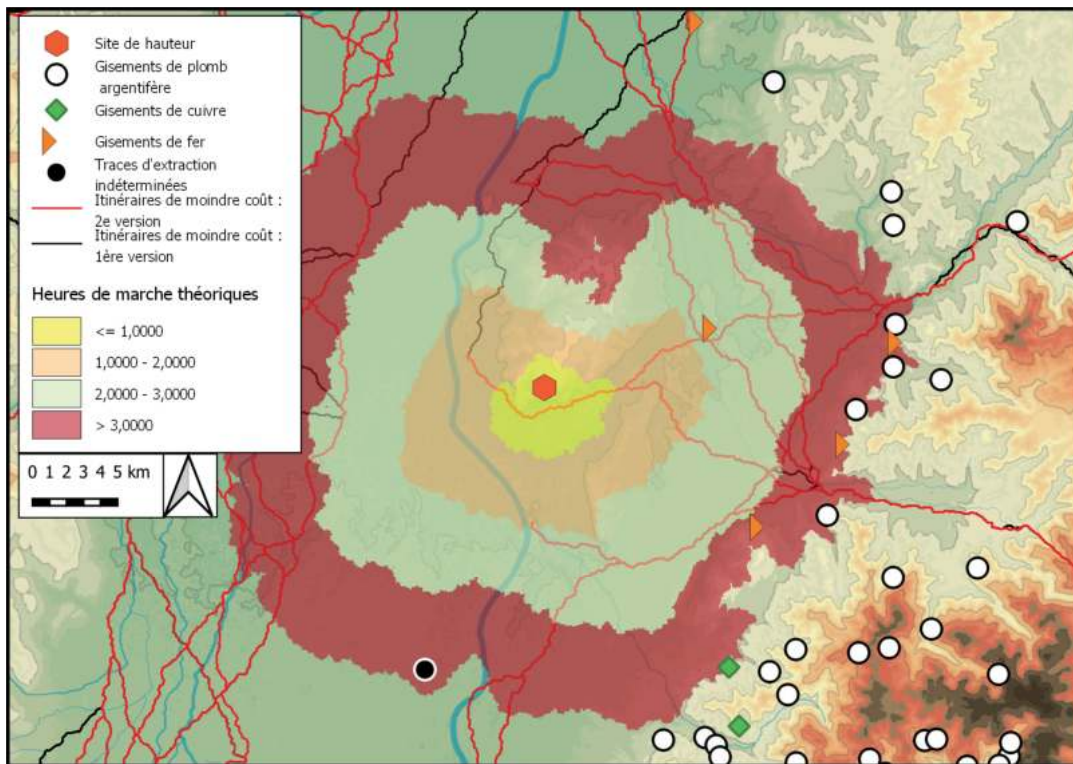 Site de hauteur
Gisements de plomb
argentifère
Gisements de cuivre
Gisements de fer
Traces d'extraction
indéterminées
Itinéraires de moindre coût :
2e version
Itinéraires de moindre coût :
1ère version
Heures de marche théoriques
<= 1,0000
1,0000 - 2,0000
2,0000 - 3,0000
> 3,0000
0 1 2 3 4 5 km